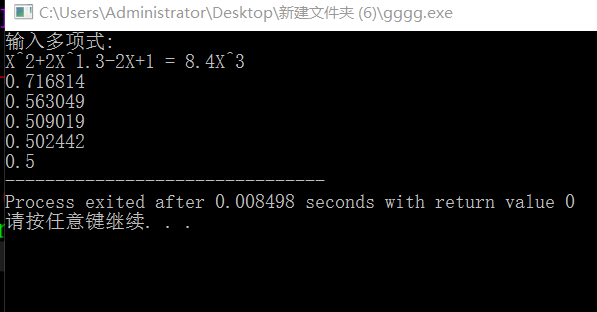 C:\Users\Administrator\Desktop\新建文件夹 (6)\gggg.exe
输入多项式:
X^2+2X^1.3-2X+1 = 8.4X^3
0.716814
0.563049
0.509019
0.502442
0.5
--------------------------------
Process exited after 0.008498 seconds with return value 0
请按任意键继续. . .